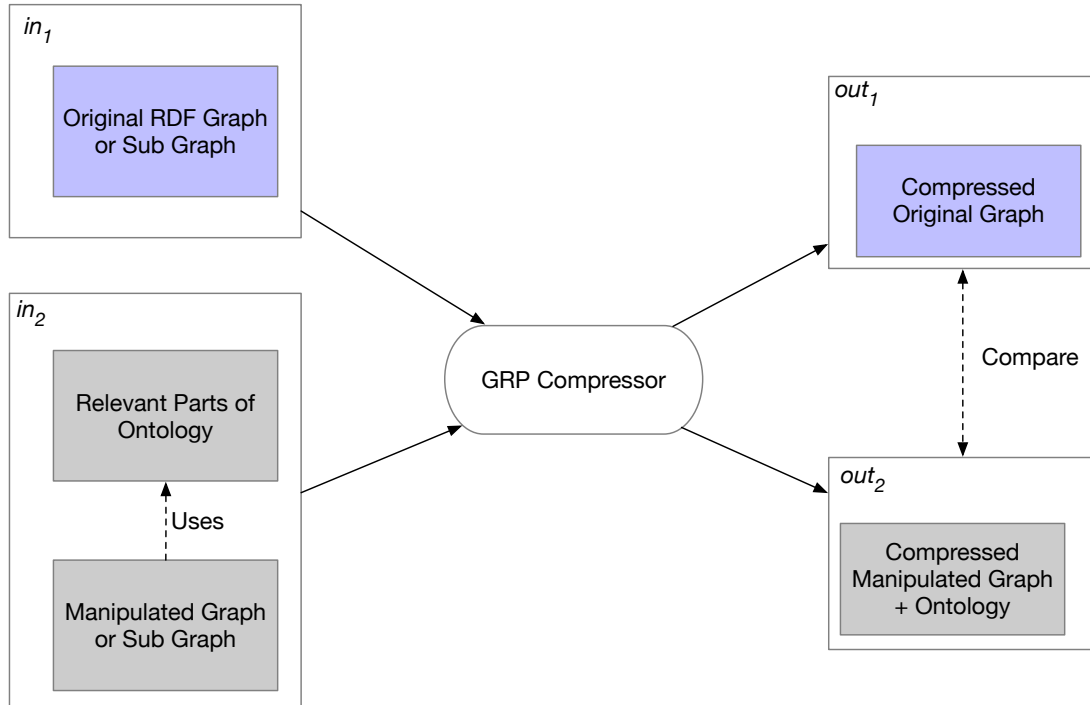 in1
Original RDF Graph
or Sub Graph
in2
Relevant Parts of
Ontology
Uses
Manipulated Graph
or Sub Graph
GRP Compressor
out1
Compressed
Original Graph
Compare
out2
Compressed
Manipulated Graph
+ Ontology